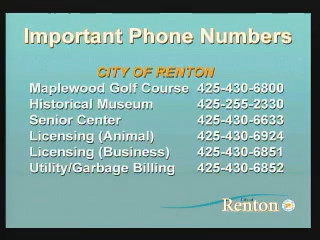 Important Phone Numbers
CITY OF RENTON
Maplewood Golf Course 425-430-6800
Historical Museum 425-255-2330
Senior Center 425-430-6633
Licensing (Animal) 425-430-6924
Licensing (Business) 425-430-6851
Utility/Garbage Billing 425-430-6852
Renton